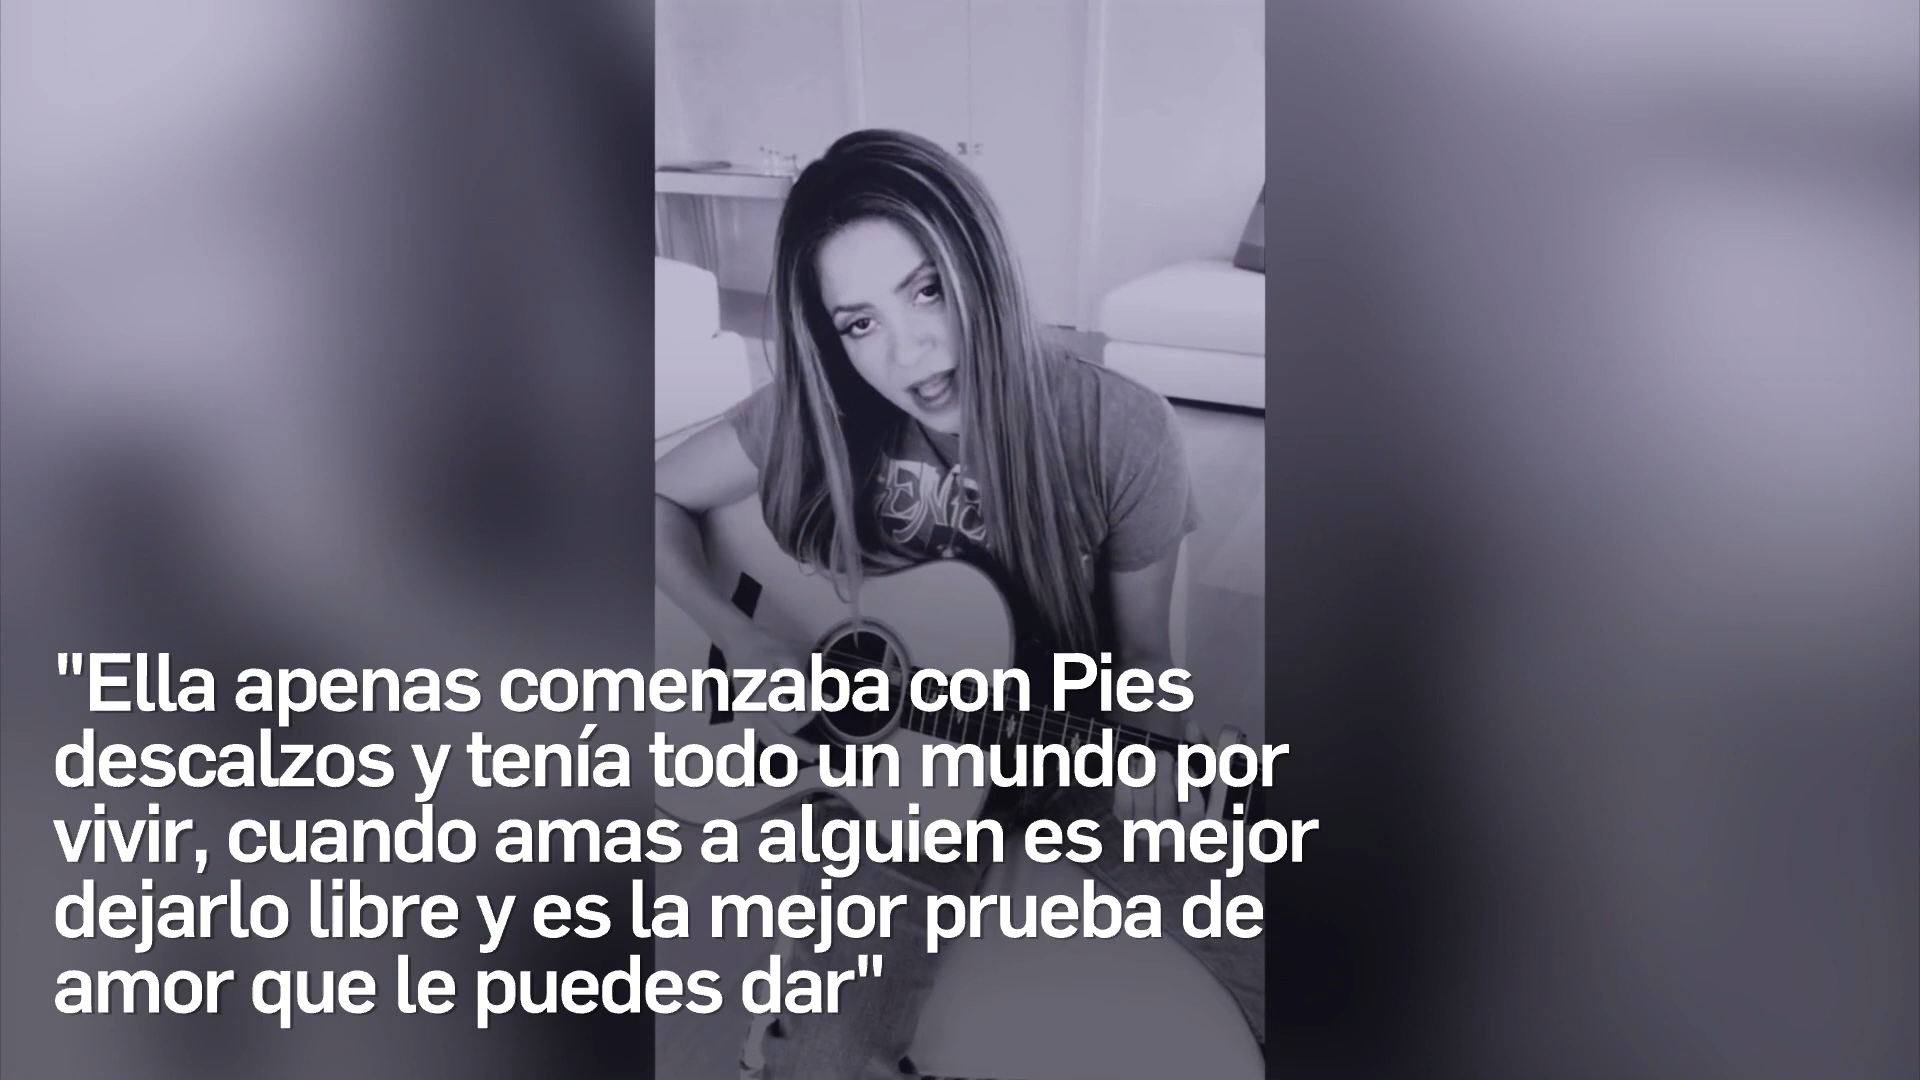 "Ella apenas comenzaba con Pies
descalzos y tenía todo un mundo por
vivir, cuando amas a alguien es mejor
dejarlo libre y es la mejor prueba de
amor que le puedes dar"